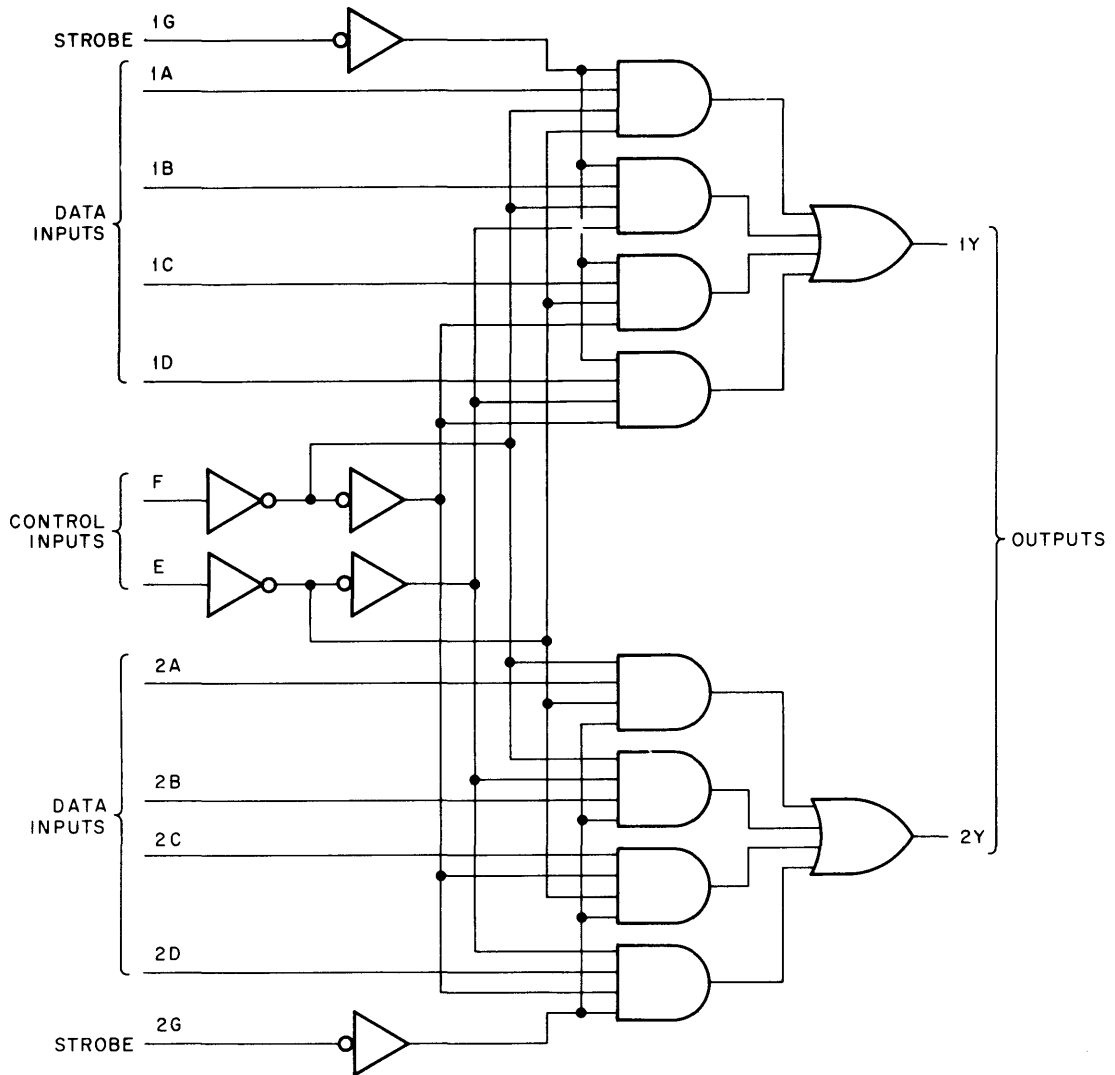 1G
STROBE
1A
1B
DATA
INPUTS
1C
1D
1Y
F
CONTROL
INPUTS
E
OUTPUTS
2A
2B
DATA
INPUTS
2C
2D
2Y
2G
STROBE